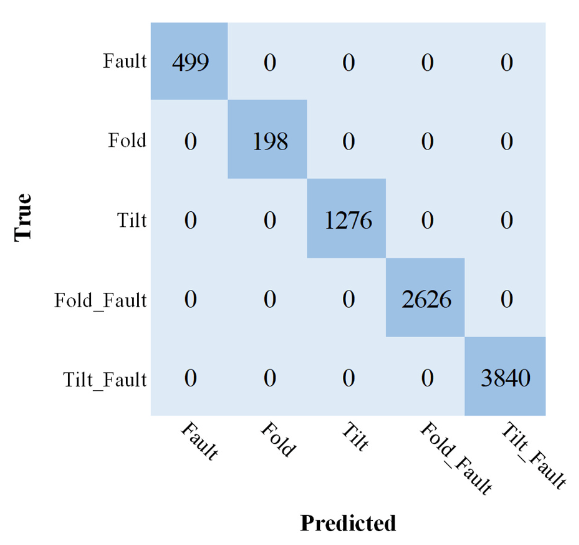 Fault 499 0 0 0 0
Fold 0 198 0 0 0
Tilt 0 0 1276 0 0
Fold_Fault 0 0 0 2626 0
Tilt_Fault 0 0 0 0 3840
True
Fault Fold Tilt Fold_Fault Tilt_Fault
Predicted